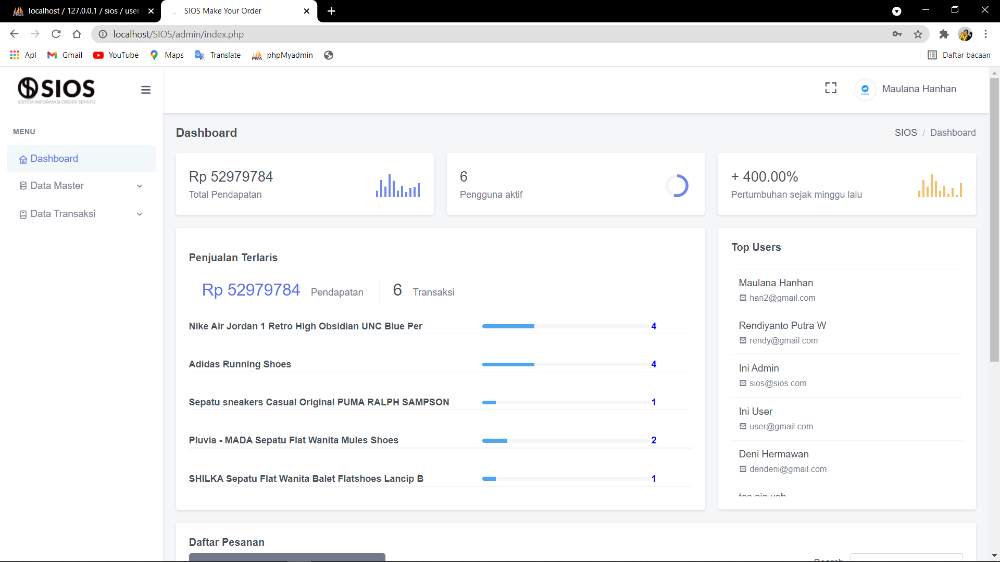 localhost / 127.0.0.1 / sios / user
SIOS Make Your Order
localhost/SIOS/admin/index.php
Apl
Gmail
YouTube
Maps
Translate
phpMyadmin
Daftar bacaan
SIOS
SISTEM INFORMASI ORDER SEPATU
Maulana Hanhan
MENU
Dashboard
Data Master
Data Transaksi
Dashboard
SIOS / Dashboard
Rp 52979784
Total Pendapatan
6
Pengguna aktif
+ 400.00%
Pertumbuhan sejak minggu lalu
Penjualan Terlaris
Rp 52979784 Pendapatan
6 Transaksi
Nike Air Jordan 1 Retro High Obsidian UNC Blue Per 4
Adidas Running Shoes 4
Sepatu sneakers Casual Original PUMA RALPH SAMPSON 1
Pluvia - MADA Sepatu Flat Wanita Mules Shoes 2
SHILKA Sepatu Flat Wanita Balet Flatshoes Lancip B 1
Top Users
Maulana Hanhan
han2@gmail.com
Rendiyanto Putra W
rendy@gmail.com
Ini Admin
sios@sios.com
Ini User
user@gmail.com
Deni Hermawan
dendeni@gmail.com
Daftar Pesanan